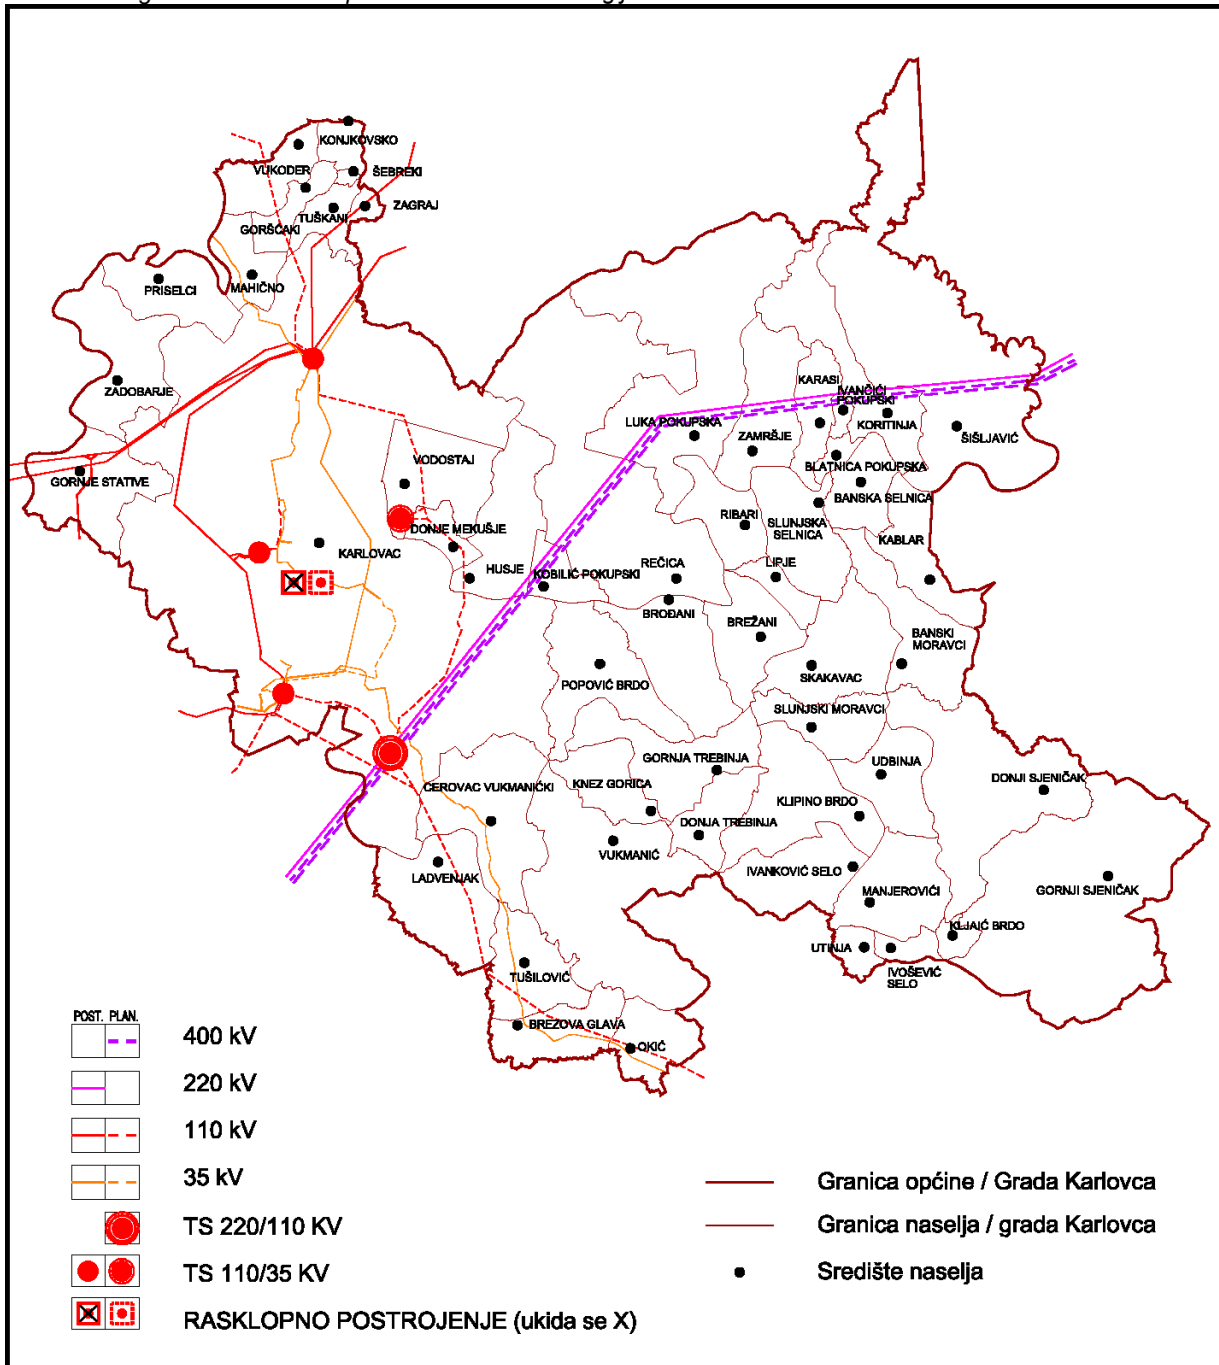 KONJKOVSKO
VUKODER
ŠEBREKI
TUŠKANI
ZAGRAJ
GORŠĆAKI
MAHIČNO
PRISELCI
ZADOBARJE
KARASI
IVANČIĆI
POKUPSKI
LUKA POKUPSKA
KORITINJA
ZAMRŠJE
ŠIŠLJAVIĆ
VODOSTAJ
BLATNICA POKUPSKA
GORNJE STATIVE
BANSKA SELNICA
RIBARI
SLUNJSKA
SELNICA
DONJE MEKUŠJE
KABLAR
KARLOVAC
HUSJE
KOBILIĆ POKUPSKI
REČICA
LIPJE
BROĐANI
BREŽANI
BANSKI
MORAVCI
POPOVIĆ BRDO
SKAKAVAC
SLUNJSKI MORAVCI
GORNJA TREBINJA
UDBINJA
DONJI SJENIČAK
CEROVAC VUKMANIĆKI
KNEZ GORICA
KLIPINO BRDO
DONJA TREBINJA
VUKMANIĆ
LADVENJAK
IVANKOVIĆ SELO
MANJEROVIĆI
GORNJI SJENIČAK
KLJAIĆ BRDO
UTINJA
IVOŠEVIĆ
SELO
TUŠILOVIĆ
BREZOVA GLAVA
OKIĆ
POST. PLAN.
400 kV
220 kV
110 kV
35 kV
TS 220/110 KV
TS 110/35 KV
RASKLOPNO POSTROJENJE (ukida se X)
Granica općine / Grada Karlovca
Granica naselja / grada Karlovca
Središte naselja